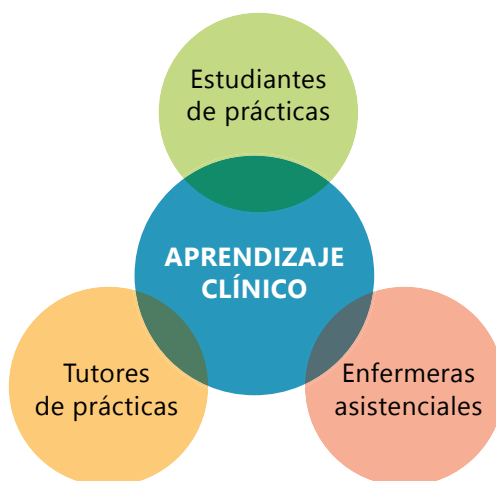 Estudiantes
de prácticas
APRENDIZAJE
CLÍNICO
Tutores
de prácticas
Enfermeras
asistenciales